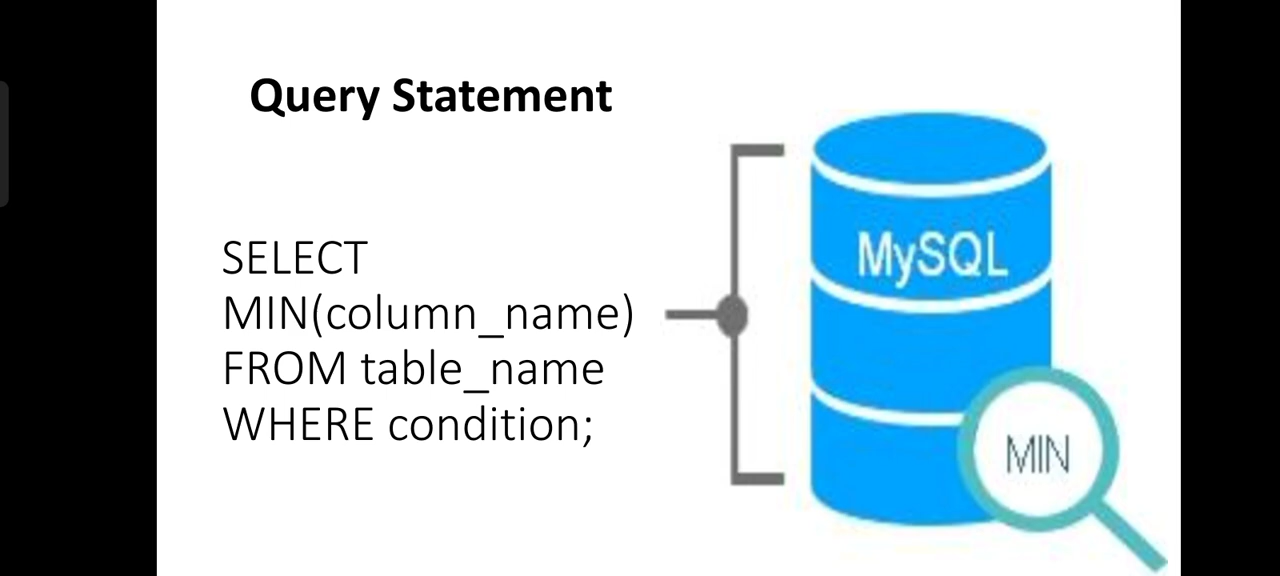 Query Statement
SELECT
MIN(column_name)
FROM table_name
WHERE condition;
MySQL
MIN